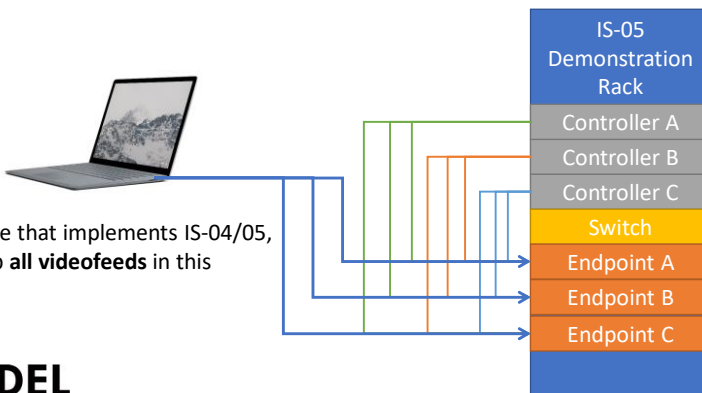 IS-05
Demonstration
Rack
Controller A
Controller B
Controller C
Switch
Endpoint A
Endpoint B
Endpoint C
that implements IS-04/05,
all videofeeds in this